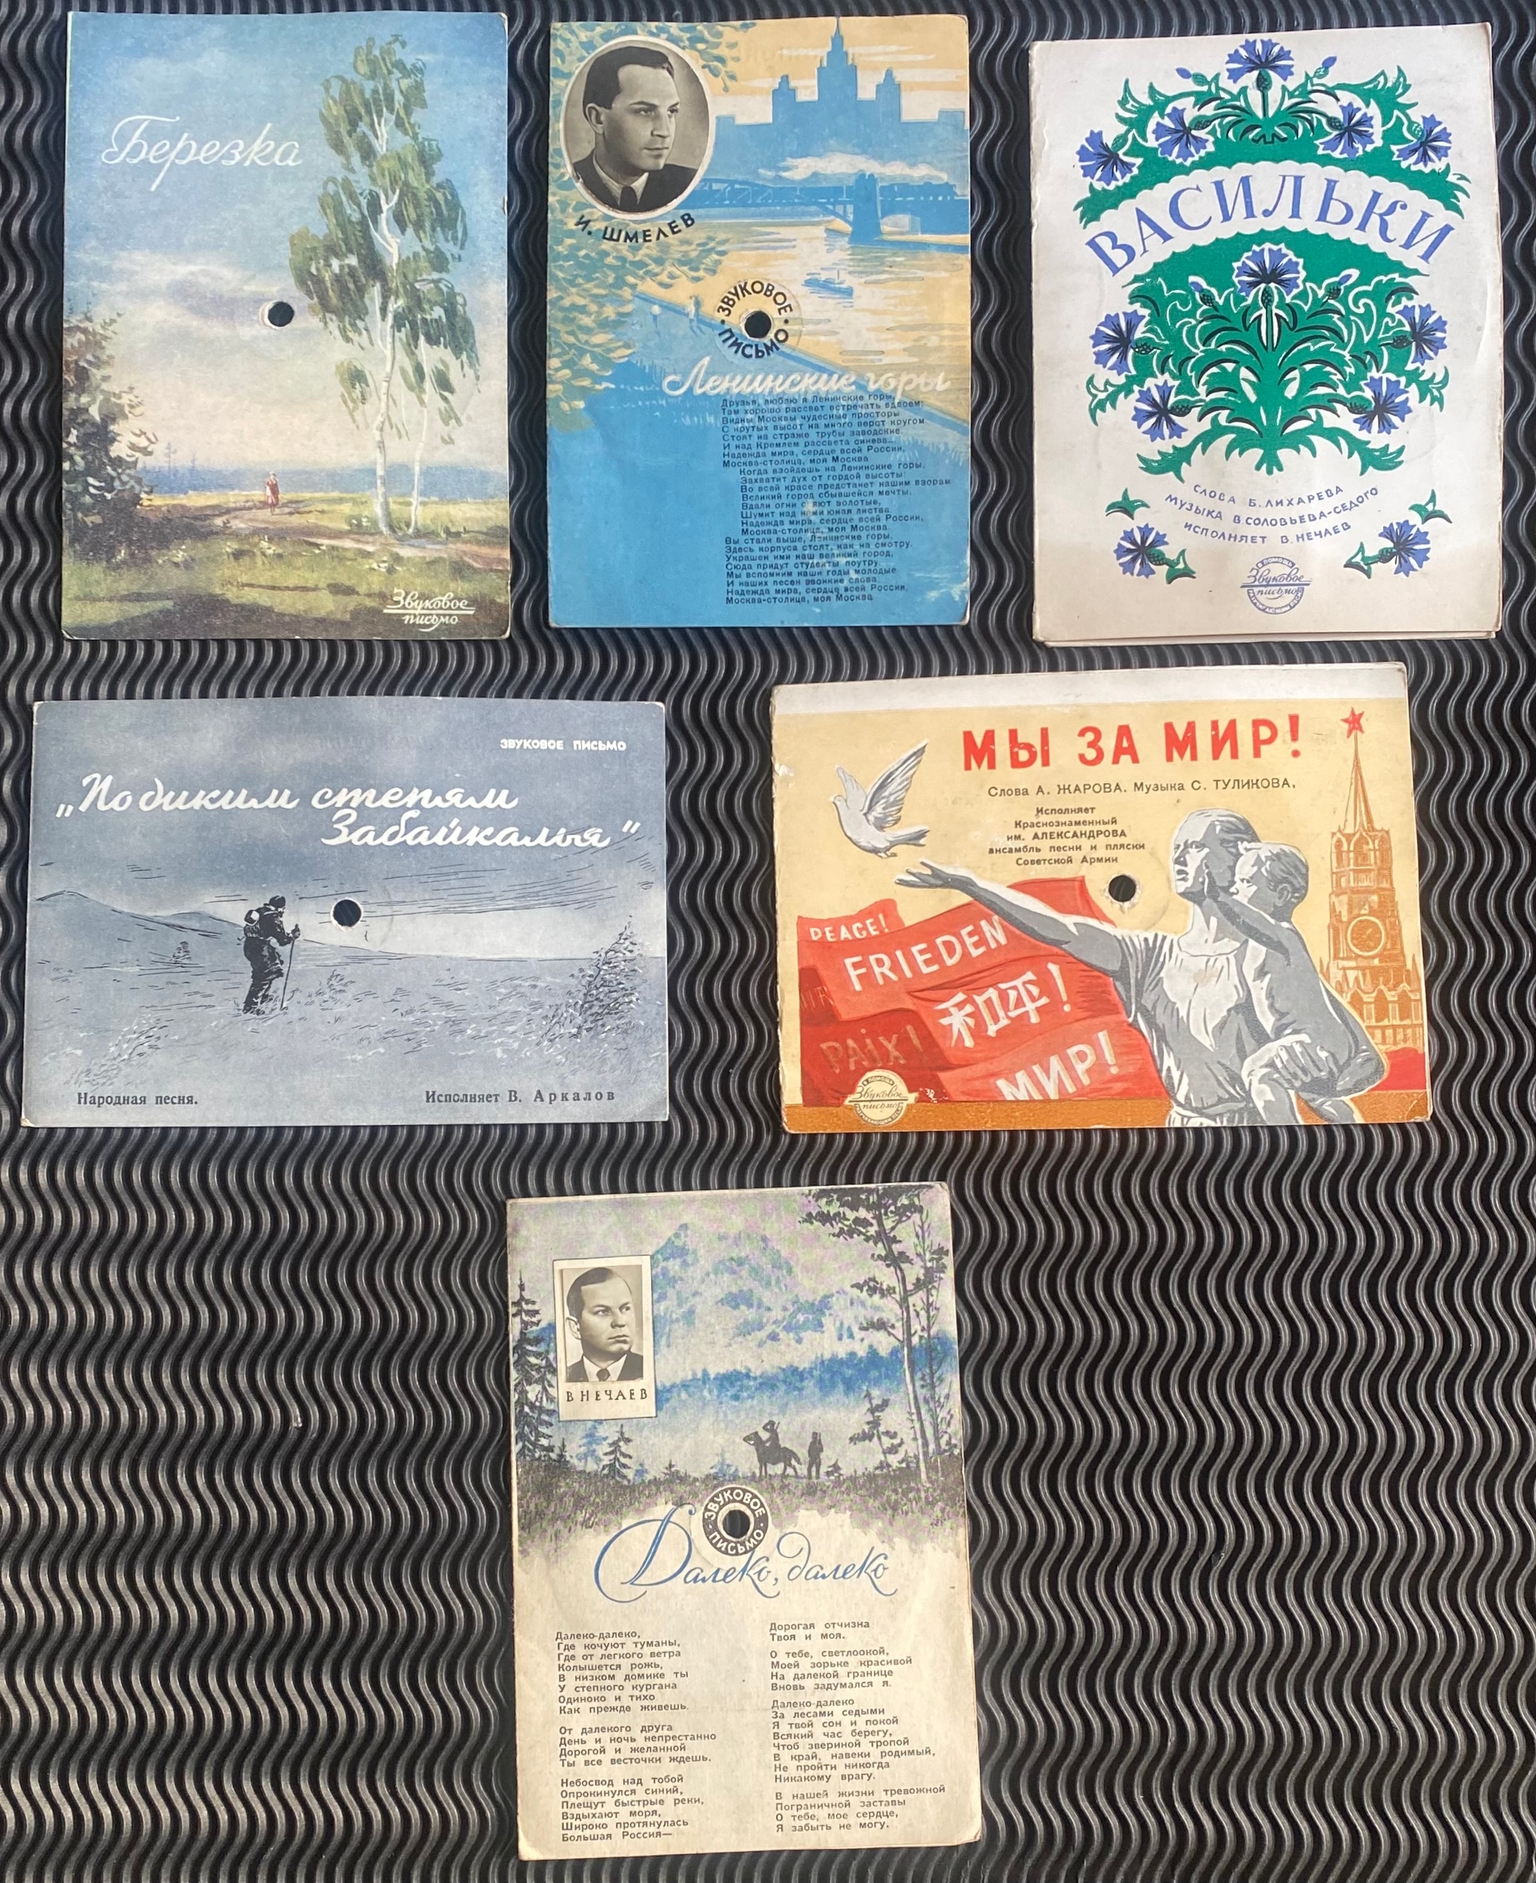 Березка
Звуковое
письмо
И. ШМЕЛЕВ
ЗВУКОВОЕ
ПИСЬМО
Ленинские горы
Друзья, люблю я Ленинские горы,
Там хорошо рассвет встречать вдвоем:
Видны Москвы чудесные просторы
С крутых высот на много верст кругом.
Стоят на страже трубы заводские.
И над Кремлем рассвета синева...
Надежда мира, сердце всей России,
Москва-столица, моя Москва.
Когда взойдешь на Ленинские горы,
Захватит дух от гордой высоты!
Во всей красе предстанет нашим взорам
Великий город сбывшейся мечты.
Вдали огни сияют золотые,
Шумит над нами юная листва.
Надежда мира, сердце всей России,
Москва-столица, моя Москва.
Вы стали выше, Ленинские горы.
Здесь корпуса стоят, как на смотру.
Украшен ими наш великий город,
Сюда придут студенты поутру.
Мы вспомним наши годы молодые
И наших песен звонкие слова.
Надежда мира, сердце всей России,
Москва-столица, моя Москва
ВАСИЛЬКИ
СЛОВА Б. ЛИХАРЕВА
МУЗЫКА В. СОЛОВЬЕВА-СЕДОГО
ИСПОЛНЯЕТ В. НЕЧАЕВ
Звуковое
письмо
ЗВУКОВОЕ ПИСЬМО
„По диким степям
Забайкалья"
Народная песня.
Исполняет В. Аркалов
МЫ ЗА МИР!
Слова А. ЖАРОВА. Музыка С. ТУЛИКОВА,
Исполняет
Краснознаменный
им. АЛЕКСАНДРОВА
ансамбль песни и пляски
Советской Армии
PEACE!
FRIEDEN
和平!
PAIX!
МИР!
Звуковое
письмо
В НЕЧАЕВ
ЗВУКОВОЕ
ПИСЬМО
Далеко, далеко
Далеко-далеко,
Где кочуют туманы,
Где от легкого ветра
Колышется рожь,
В низком домике ты
У степного кургана
Одиноко и тихо
Как прежде живешь.
От далекого друга
День и ночь непрестанно
Дорогой и желанной
Ты все весточки ждешь,
Небосвод над тобой
Опрокинулся синий,
Плещут быстрые реки,
Вздыхают моря,
Широко протянулась
Большая Россия—
Дорогая отчизна
Твоя и моя.
О тебе, светлоокой,
Моей зорьке красивой
На далекой границе
Вновь задумался я.
Далеко-далеко
За лесами седыми
Я твой сон и покой
Всякий час берегу,
Чтоб звериной тропой
В край, навеки родимый,
Не пройти никогда
Никакому врагу.
В нашей жизни тревожной
Пограничной заставы
О тебе, мое сердце,
Я забыть не могу.